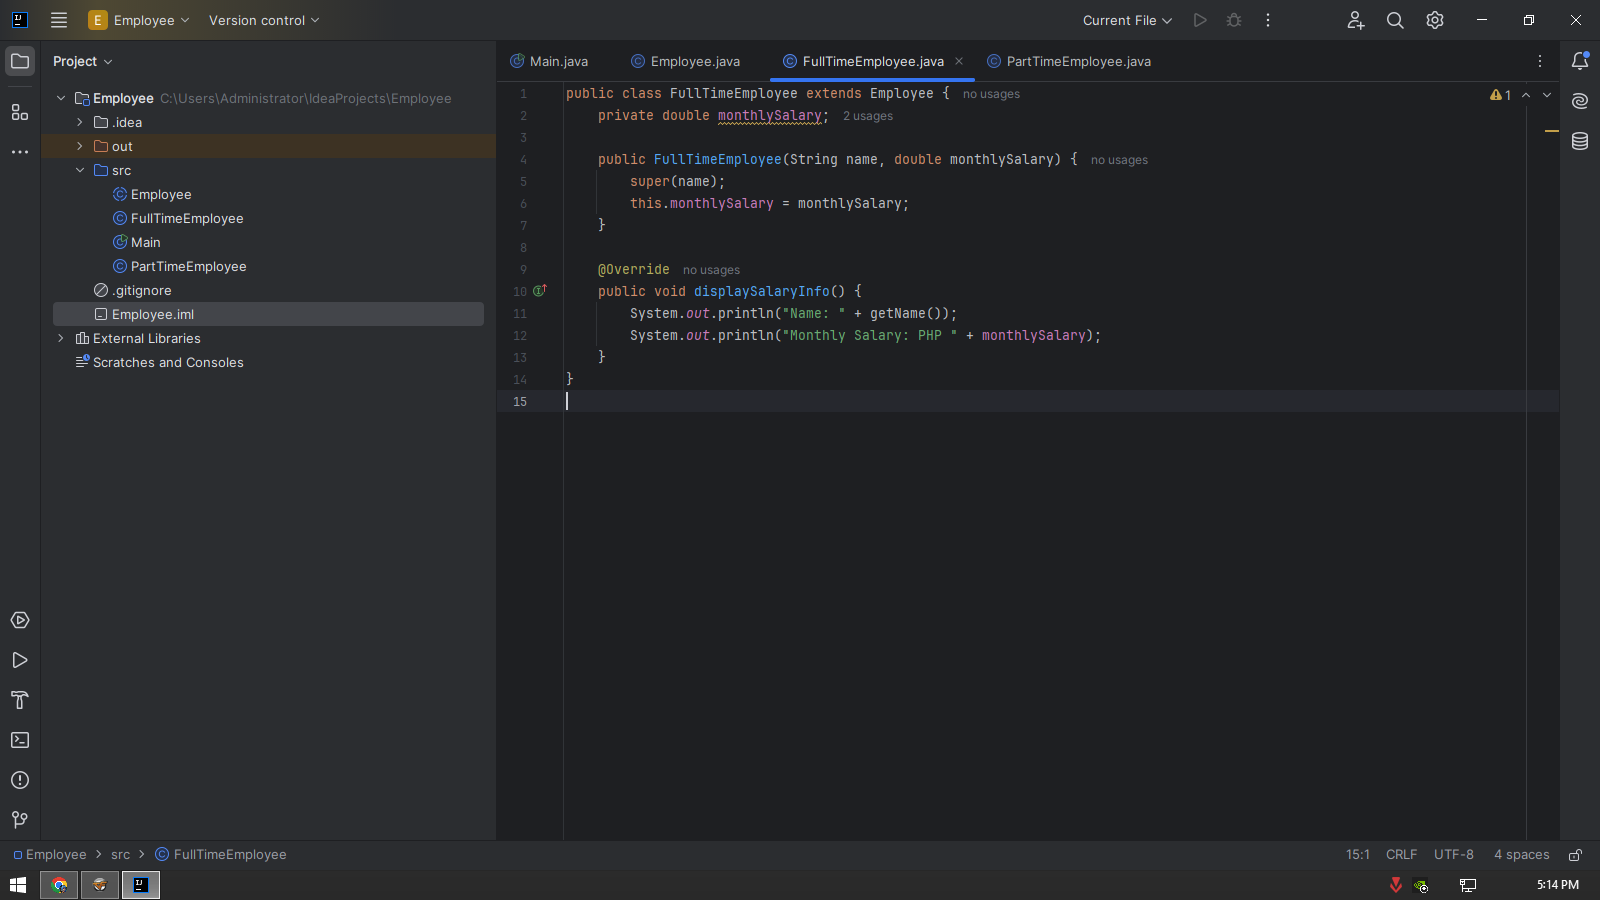 E Employee Version control Current File
Project Main.java Employee.java FullTimeEmployee.java PartTimeEmployee.java
Employee C:\Users\Administrator\IdeaProjects\Employee
.idea
out
src
Employee
FullTimeEmployee
Main
PartTimeEmployee
.gitignore
Employee.iml
External Libraries
Scratches and Consoles
1 public class FullTimeEmployee extends Employee { no usages
1
2 private double monthlySalary; 2 usages
3
4 public FullTimeEmployee(String name, double monthlySalary) { no usages
5 super(name);
6 this.monthlySalary = monthlySalary;
7 }
8
9 @Override no usages
10 public void displaySalaryInfo() {
11 System.out.println("Name: " + getName());
12 System.out.println("Monthly Salary: PHP " + monthlySalary);
13 }
14 }
15
Employee > src > FullTimeEmployee 15:1 CRLF UTF-8 4 spaces
5:14 PM